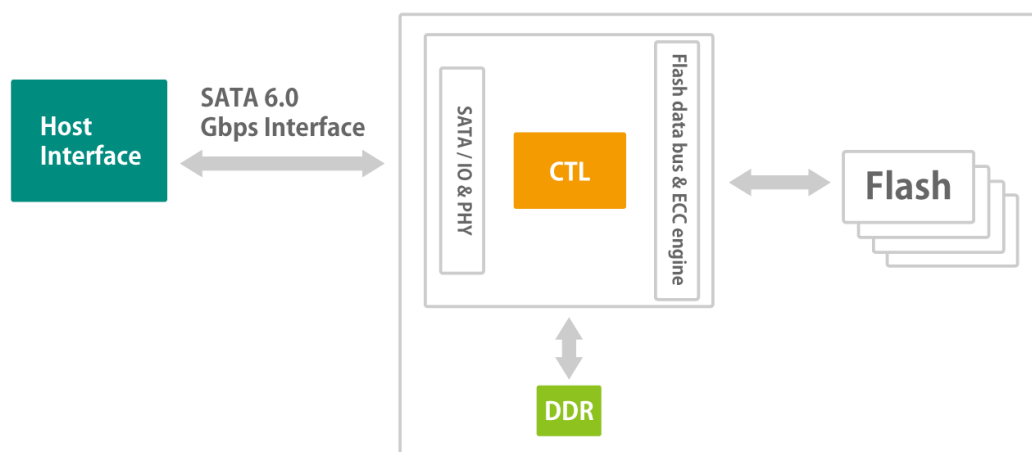 Host
Interface
SATA 6.0
Gbps Interface
SATA / IO & PHY
CTL
Flash data bus & ECC engine
Flash
DDR